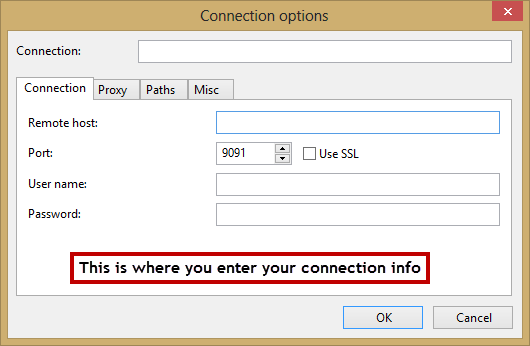 Connection options
Connection:
Connection Proxy Paths Misc
Remote host:
Port: 9091 Use SSL
User name:
Password:
This is where you enter your connection info
OK Cancel